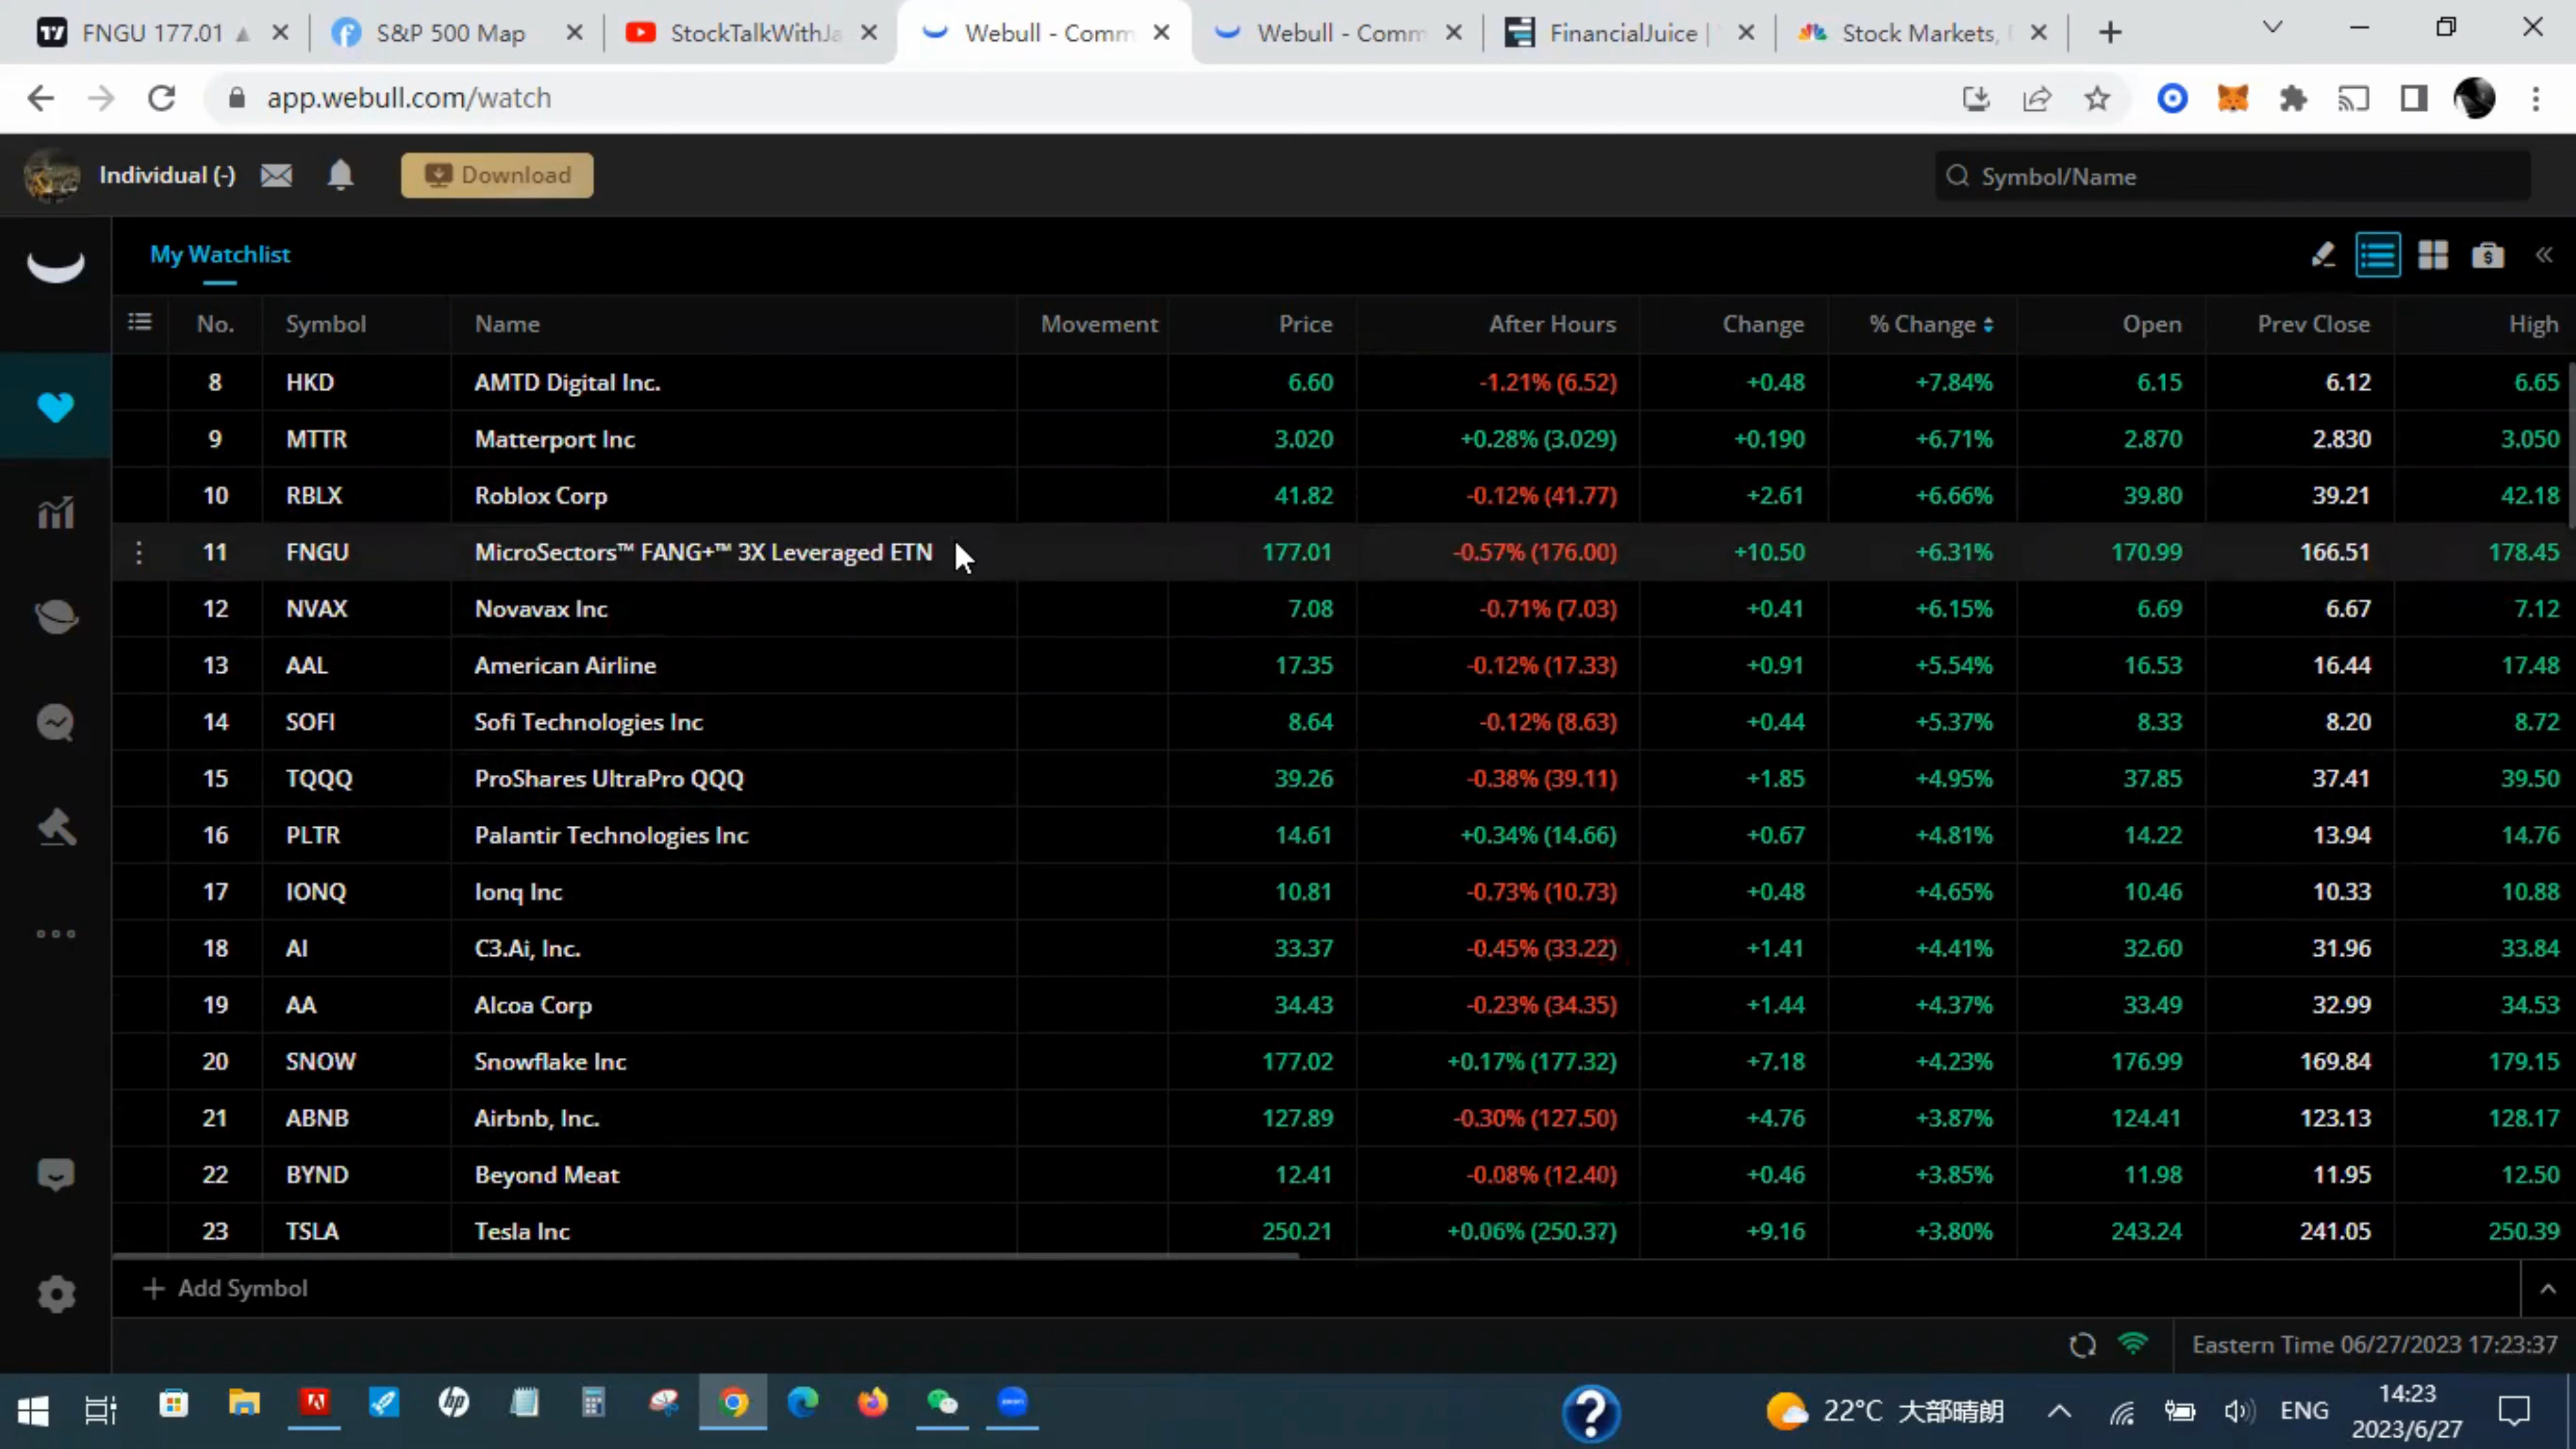 FNGU 177.01
S&P 500 Map
StockTalkWithJa
Webull - Comm
Webull - Comm
FinancialJuice |
Stock Markets,
app.webull.com/watch
Individual (-)
Download
Symbol/Name
My Watchlist
No. Symbol Name Movement Price After Hours Change % Change Open Prev Close High
8 HKD AMTD Digital Inc. 6.60 -1.21% (6.52) +0.48 +7.84% 6.15 6.12 6.65
9 MTTR Matterport Inc 3.020 +0.28% (3.029) +0.190 +6.71% 2.870 2.830 3.050
10 RBLX Roblox Corp 41.82 -0.12% (41.77) +2.61 +6.66% 39.80 39.21 42.18
11 FNGU MicroSectors™ FANG+™ 3X Leveraged ETN 177.01 -0.57% (176.00) +10.50 +6.31% 170.99 166.51 178.45
12 NVAX Novavax Inc 7.08 -0.71% (7.03) +0.41 +6.15% 6.69 6.67 7.12
13 AAL American Airline 17.35 -0.12% (17.33) +0.91 +5.54% 16.53 16.44 17.48
14 SOFI Sofi Technologies Inc 8.64 -0.12% (8.63) +0.44 +5.37% 8.33 8.20 8.72
15 TQQQ ProShares UltraPro QQQ 39.26 -0.38% (39.11) +1.85 +4.95% 37.85 37.41 39.50
16 PLTR Palantir Technologies Inc 14.61 +0.34% (14.66) +0.67 +4.81% 14.22 13.94 14.76
17 IONQ Ionq Inc 10.81 -0.73% (10.73) +0.48 +4.65% 10.46 10.33 10.88
18 AI C3.Ai, Inc. 33.37 -0.45% (33.22) +1.41 +4.41% 32.60 31.96 33.84
19 AA Alcoa Corp 34.43 -0.23% (34.35) +1.44 +4.37% 33.49 32.99 34.53
20 SNOW Snowflake Inc 177.02 +0.17% (177.32) +7.18 +4.23% 176.99 169.84 179.15
21 ABNB Airbnb, Inc. 127.89 -0.30% (127.50) +4.76 +3.87% 124.41 123.13 128.17
22 BYND Beyond Meat 12.41 -0.08% (12.40) +0.46 +3.85% 11.98 11.95 12.50
23 TSLA Tesla Inc 250.21 +0.06% (250.37) +9.16 +3.80% 243.24 241.05 250.39
Add Symbol
Eastern Time 06/27/2023 17:23:37
22°C 大部晴朗
ENG
14:23
2023/6/27